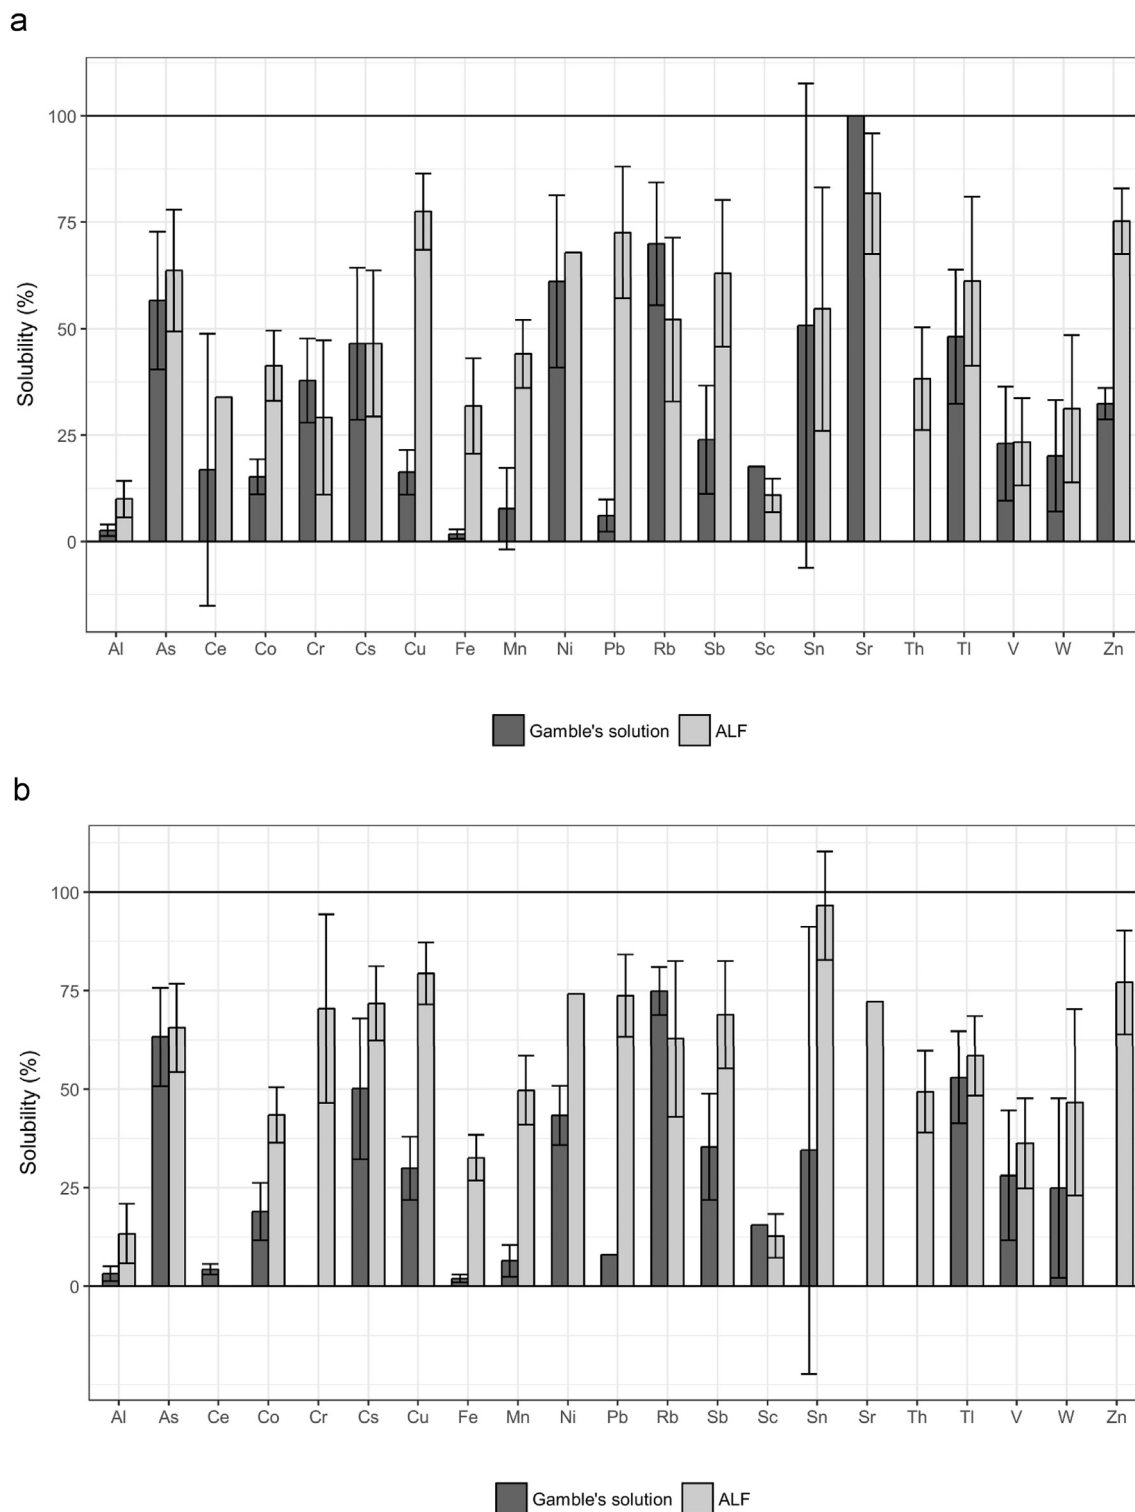 a
Solubility (%)
100
75
50
25
0
Al As Ce Co Cr Cs Cu Fe Mn Ni Pb Rb Sb Sc Sn Sr Th Tl V W Zn
Gamble's solution ALF
b
Solubility (%)
100
75
50
25
0
Al As Ce Co Cr Cs Cu Fe Mn Ni Pb Rb Sb Sc Sn Sr Th Tl V W Zn
Gamble's solution ALF